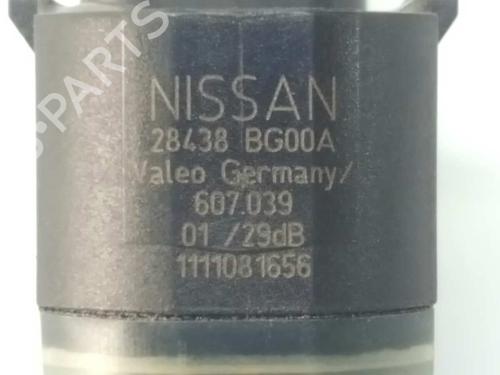 NISSAN
28438 BG00A
Valeo Germany/
607.039
01 /29dB
1111081656
PARTS